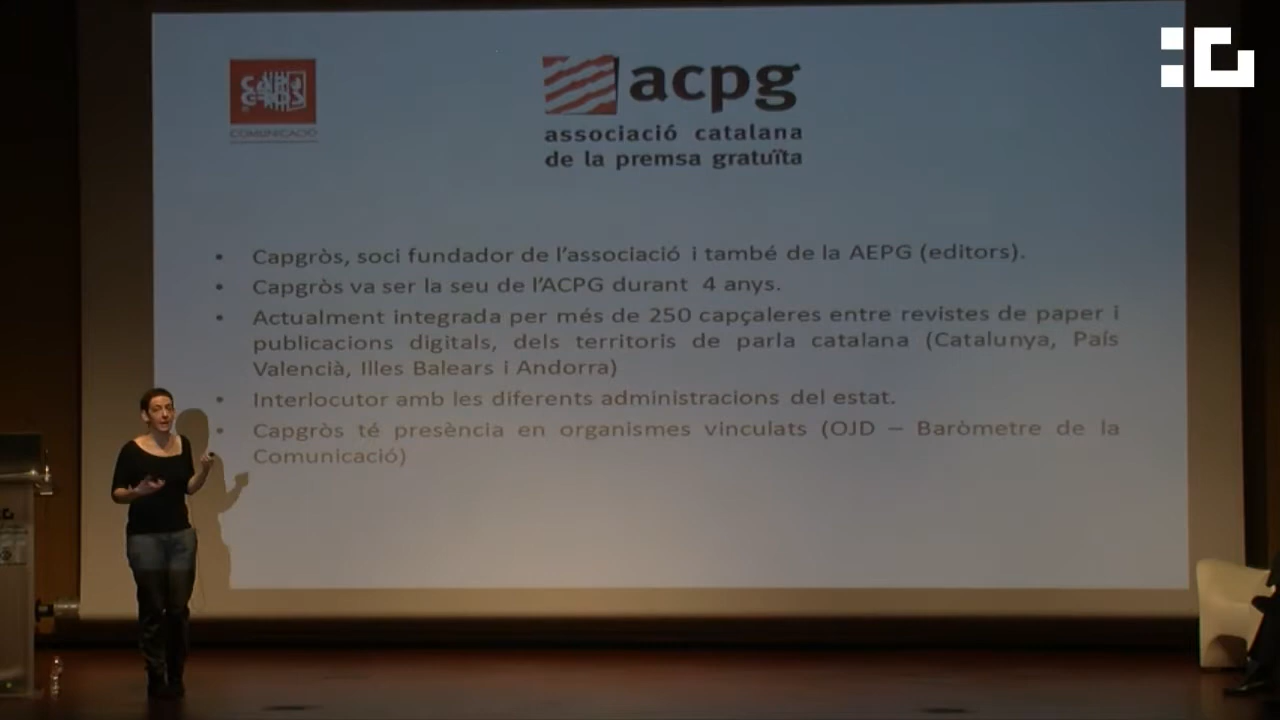 CAPGRÒS
COMUNICACIÓ
acpg
associació catalana
de la premsa gratuïta
• Capgròs, soci fundador de l'associació i també de la AEPG (editors).
• Capgròs va ser la seu de l'ACPG durant 4 anys.
• Actualment integrada per més de 250 capçaleres entre revistes de paper i
publicacions digitals, dels territoris de parla catalana (Catalunya, País
Valencià, Illes Balears i Andorra)
• Interlocutor amb les diferents administracions del estat.
• Capgròs té presència en organismes vinculats (OJD – Baròmetre de la
Comunicació)